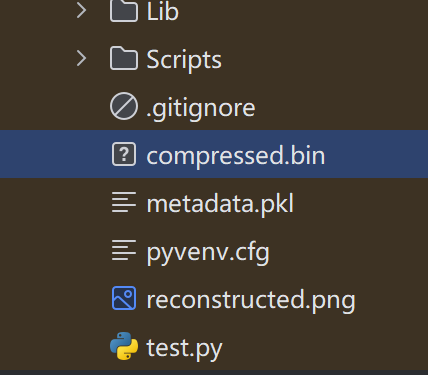 Lib
Scripts
.gitignore
compressed.bin
metadata.pkl
pyvenv.cfg
reconstructed.png
test.py